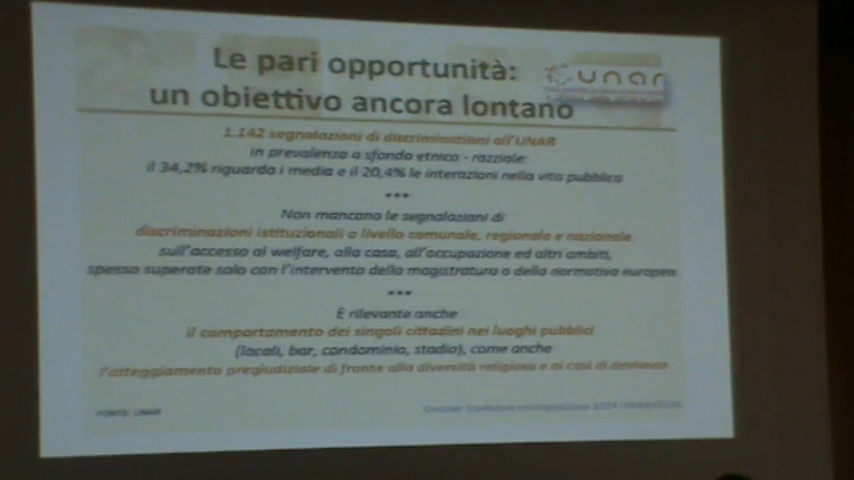 Le pari opportunità:
unar
un obiettivo ancora lontano
1.142 segnalazioni di discriminazioni all'UNAR
in prevalenza a sfondo etnico - razziale:
il 34,2% riguarda i media e il 20,4% le interazioni nella vita pubblica
***
Non mancano le segnalazioni di
discriminazioni istituzionali a livello comunale, regionale e nazionale
sull'accesso al welfare, alla casa, all'occupazione ed altri ambiti,
spesso superate solo con l'intervento della magistratura o della normativa europea
***
È rilevante anche
il comportamento dei singoli cittadini nei luoghi pubblici
(locali, bar, condominio, stadio), come anche
l'atteggiamento pregiudiziale di fronte alla diversità religiosa e ai casi di devianza
FONTE: UNAR
Dossier Statistico Immigrazione 2014